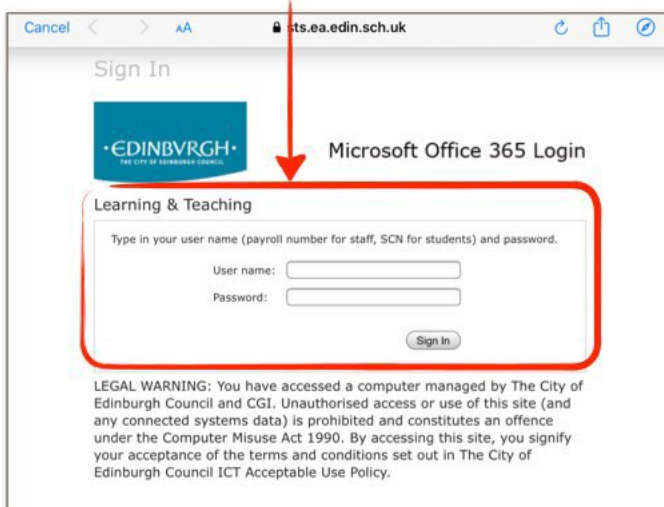 Cancel
AA
sts.ea.edin.sch.uk
Sign In
·EDINBVRGH·
THE CITY OF EDINBURGH COUNCIL
Microsoft Office 365 Login
Learning & Teaching
Type in your user name (payroll number for staff, SCN for students) and password.
User name:
Password:
Sign In
LEGAL WARNING: You have accessed a computer managed by The City of
Edinburgh Council and CGI. Unauthorised access or use of this site (and
any connected systems data) is prohibited and constitutes an offence
under the Computer Misuse Act 1990. By accessing this site, you signify
your acceptance of the terms and conditions set out in The City of
Edinburgh Council ICT Acceptable Use Policy.